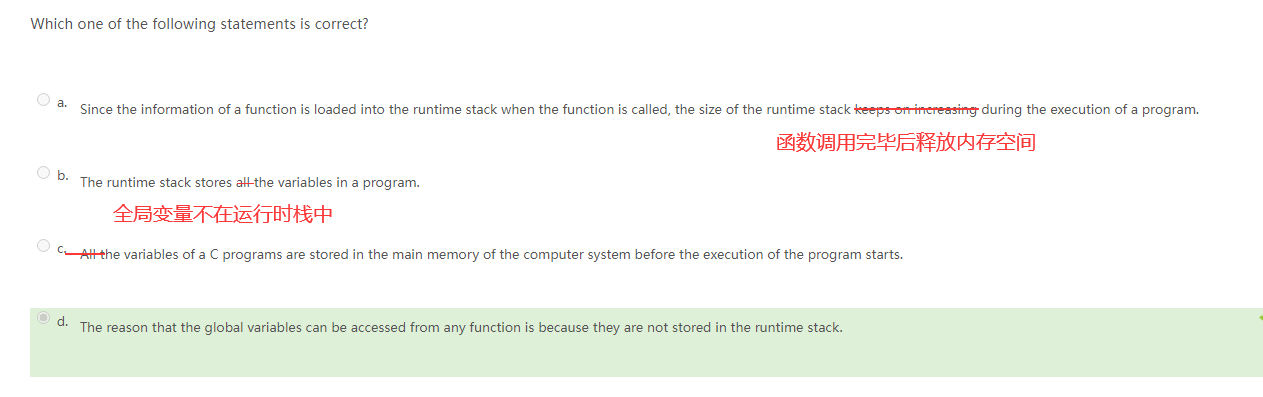 Which one of the following statements is correct?
a. Since the information of a function is loaded into the runtime stack when the function is called, the size of the runtime stack keeps on increasing during the execution of a program.
函数调用完毕后释放内存空间
b. The runtime stack stores all the variables in a program.
全局变量不在运行时栈中
c. All the variables of a C programs are stored in the main memory of the computer system before the execution of the program starts.
d. The reason that the global variables can be accessed from any function is because they are not stored in the runtime stack.